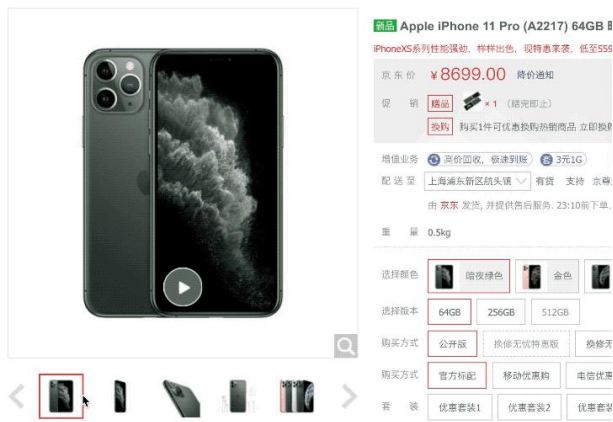 新品 Apple iPhone 11 Pro (A2217) 64GB
iPhoneXS系列性能强劲，样样出色，现特惠来袭，低至559
京东价 ￥8699.00 降价通知
促销 赠品 ×1 （赠完即止）
换购 购买1件可优惠换购热销商品 立即换购
增值业务 高价回收，极速到账 3元1G
配送至 上海浦东新区航头镇 有货 支持 京尊
由 京东 发货, 并提供售后服务. 23:10前下单,
重量 0.5kg
选择颜色 暗夜绿色 金色
选择版本 64GB 256GB 512GB
购买方式 公开版 换修无忧特惠版 换修无
购买方式 官方标配 移动优惠购 电信优惠
套装 优惠套装1 优惠套装2 优惠套装